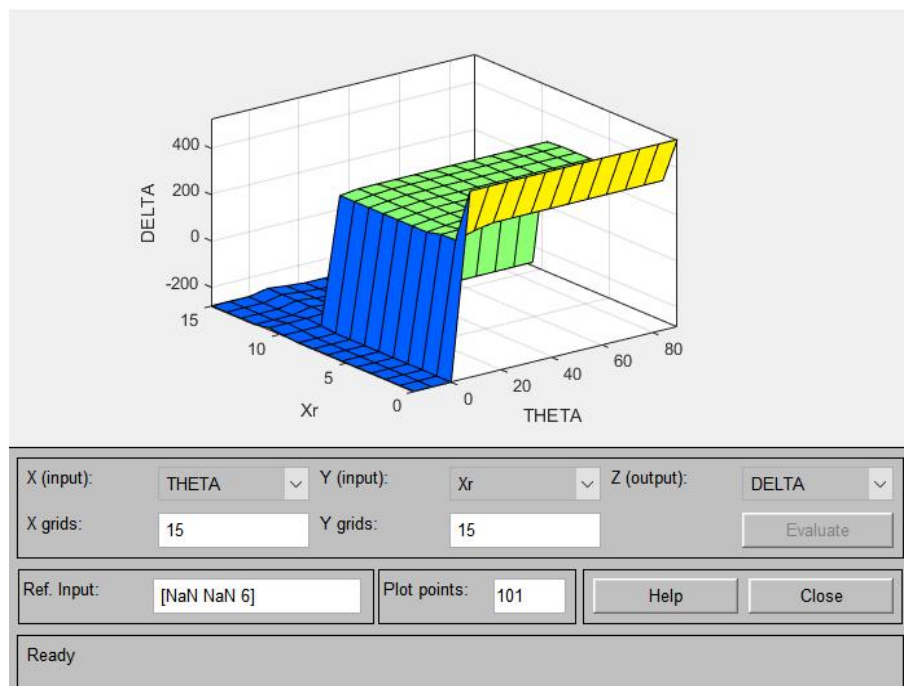 400
200
0
-200
DELTA
15
10
5
0
Xr
0
20
40
60
80
THETA
X (input): THETA Y (input): Xr Z (output): DELTA
X grids: 15 Y grids: 15 Evaluate
Ref. Input: [NaN NaN 6] Plot points: 101 Help Close
Ready